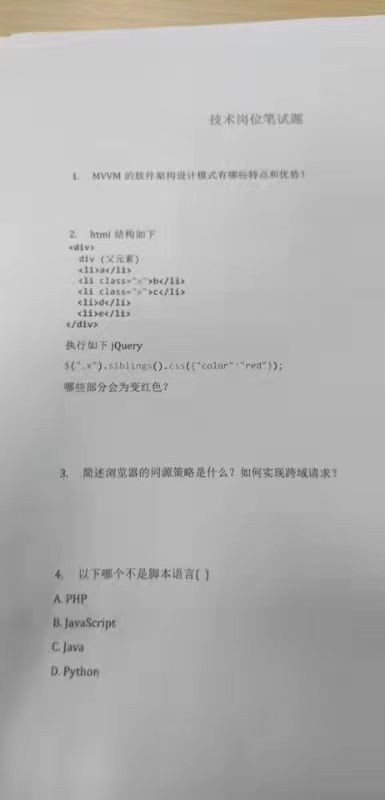 技术岗位笔试题
1. MVVM 的软件架构设计模式有哪些特点和优势？
2. html 结构如下
<div>
div (父元素)
<li>a</li>
<li class="x">b</li>
<li class="x">c</li>
<li>d</li>
<li>e</li>
</div>
执行如下 jQuery
$(".x").siblings().css({"color":"red"});
哪些部分会为变红色？
3. 简述浏览器的同源策略是什么？如何实现跨域请求？
4. 以下哪个不是脚本语言( )
A. PHP
B. JavaScript
C. Java
D. Python